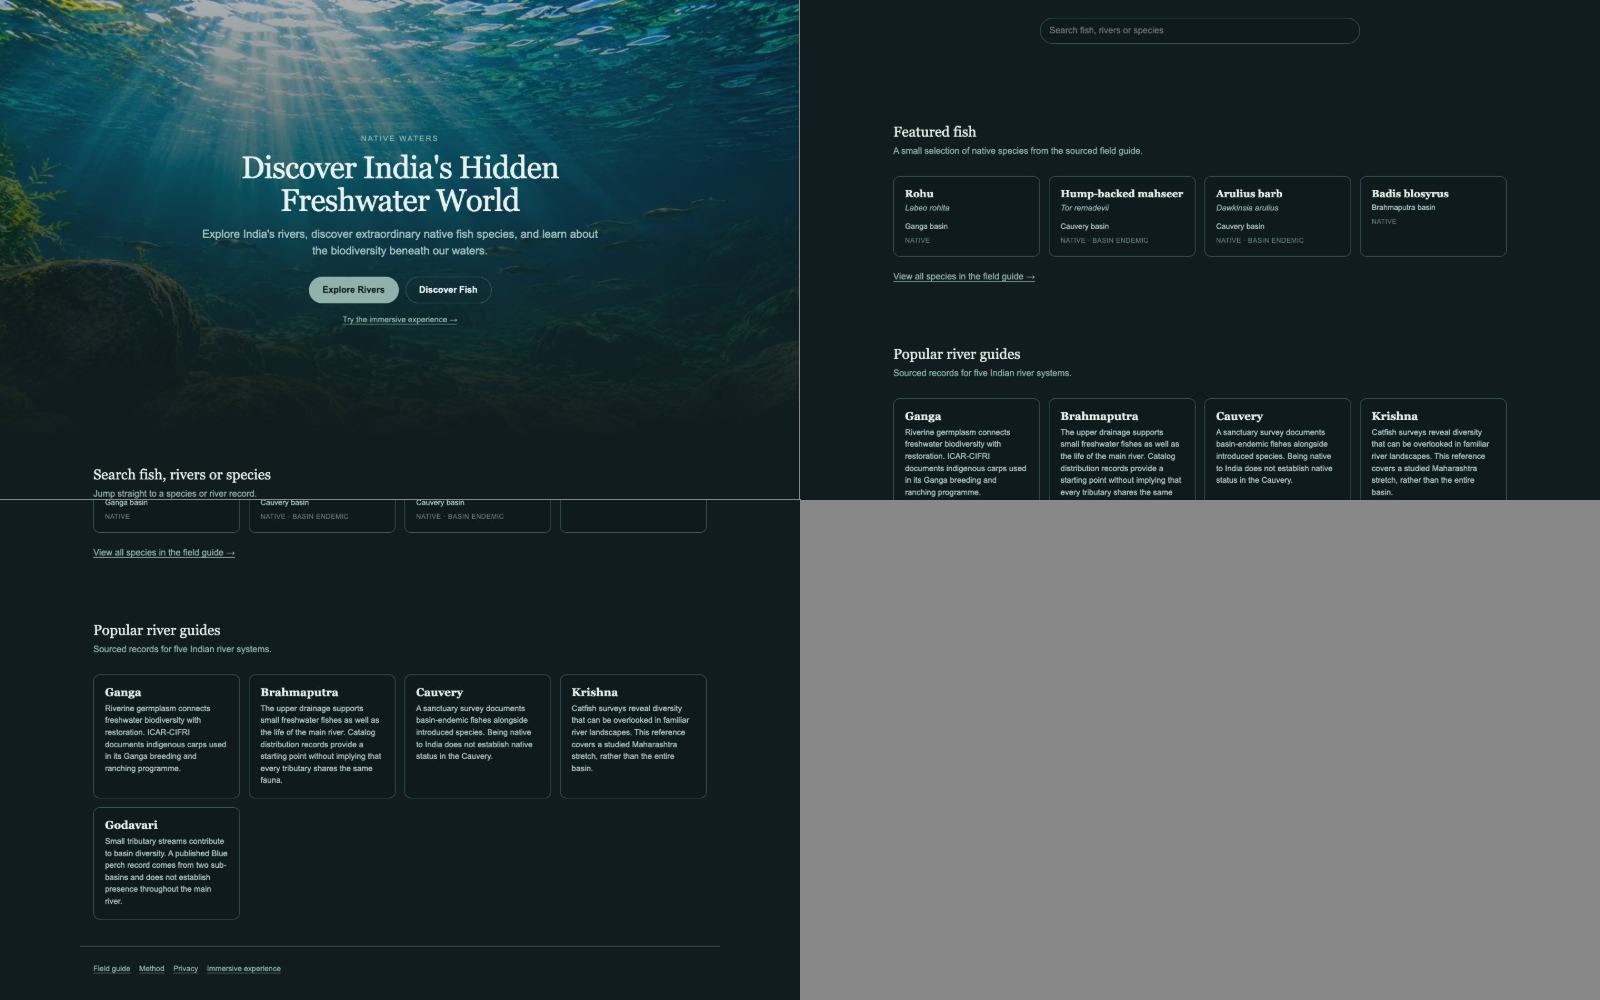 NATIVE WATERS
Discover India's Hidden
Freshwater World
Explore India's rivers, discover extraordinary native fish species, and learn about
the biodiversity beneath our waters.
Explore Rivers
Discover Fish
Try the immersive experience →
Search fish, rivers or species
Jump straight to a species or river record.
Search fish, rivers or species
Featured fish
A small selection of native species from the sourced field guide.
Rohu
Labeo rohita
Ganga basin
NATIVE
Hump-backed mahseer
Tor remadevii
Cauvery basin
NATIVE · BASIN ENDEMIC
Arulius barb
Dawkinsia arulius
Cauvery basin
NATIVE · BASIN ENDEMIC
Badis blosyrus
Brahmaputra basin
NATIVE
View all species in the field guide →
Popular river guides
Sourced records for five Indian river systems.
Ganga
Riverine germplasm connects
freshwater biodiversity with
restoration. ICAR-CIFRI
documents indigenous carps used
in its Ganga breeding and
ranching programme.
Brahmaputra
The upper drainage supports
small freshwater fishes as well as
the life of the main river. Catalog
distribution records provide a
starting point without implying that
every tributary shares the same
Cauvery
A sanctuary survey documents
basin-endemic fishes alongside
introduced species. Being native
to India does not establish native
status in the Cauvery.
Krishna
Catfish surveys reveal diversity
that can be overlooked in familiar
river landscapes. This reference
covers a studied Maharashtra
stretch, rather than the entire
basin.
Ganga basin
NATIVE
Cauvery basin
NATIVE · BASIN ENDEMIC
Cauvery basin
NATIVE · BASIN ENDEMIC
View all species in the field guide →
Popular river guides
Sourced records for five Indian river systems.
Ganga
Riverine germplasm connects
freshwater biodiversity with
restoration. ICAR-CIFRI
documents indigenous carps used
in its Ganga breeding and
ranching programme.
Brahmaputra
The upper drainage supports
small freshwater fishes as well as
the life of the main river. Catalog
distribution records provide a
starting point without implying that
every tributary shares the same
fauna.
Cauvery
A sanctuary survey documents
basin-endemic fishes alongside
introduced species. Being native
to India does not establish native
status in the Cauvery.
Krishna
Catfish surveys reveal diversity
that can be overlooked in familiar
river landscapes. This reference
covers a studied Maharashtra
stretch, rather than the entire
basin.
Godavari
Small tributary streams contribute
to basin diversity. A published Blue
perch record comes from two sub-
basins and does not establish
presence throughout the main
river.
Field guide Method Privacy Immersive experience